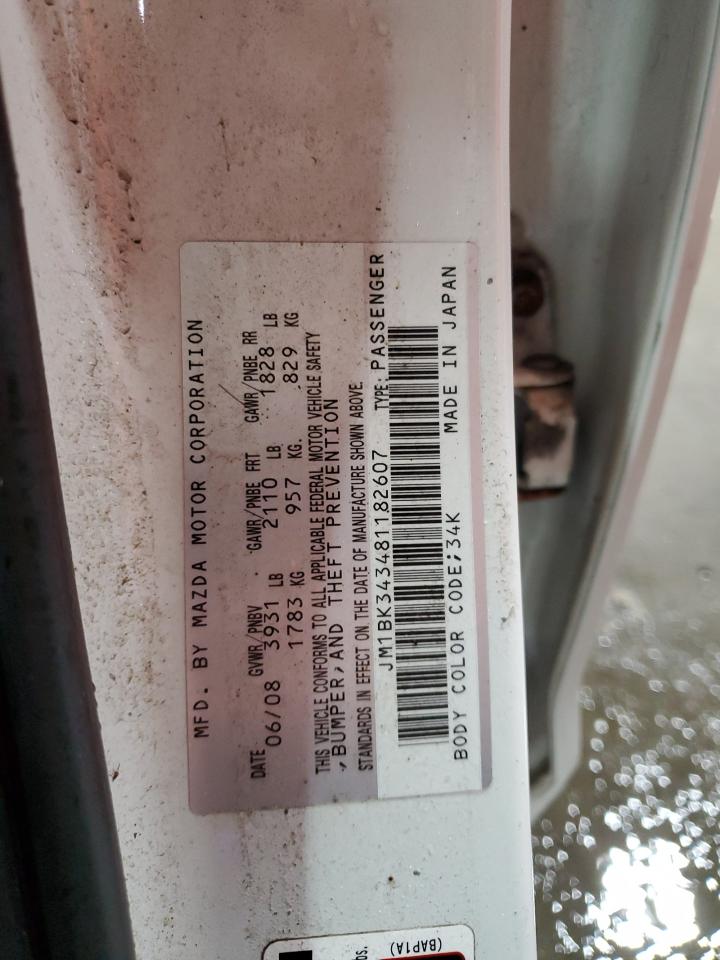 MFD. BY MAZDA MOTOR CORPORATION
DATE GVWR/PNBV GAWR/PNBE FRT GAWR/PNBE RR
06/08 3931 LB 2110 LB 1828 LB
1783 KG 957 KG. 829 KG
THIS VEHICLE CONFORMS TO ALL APPLICABLE FEDERAL MOTOR VEHICLE SAFETY
,BUMPER,AND THEFT PREVENTION
STANDARDS IN EFFECT ON THE DATE OF MANUFACTURE SHOWN ABOVE.
JM1BK343481182607 TYPE: PASSENGER
BODY COLOR CODE;34K MADE IN JAPAN
(BAP1A)